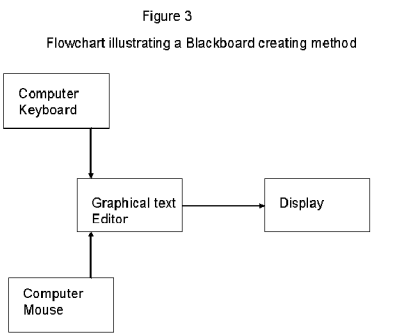 Figure 3
Flowchart illustrating a Blackboard creating method
Computer
Keyboard
Graphical text
Editor
Display
Computer
Mouse